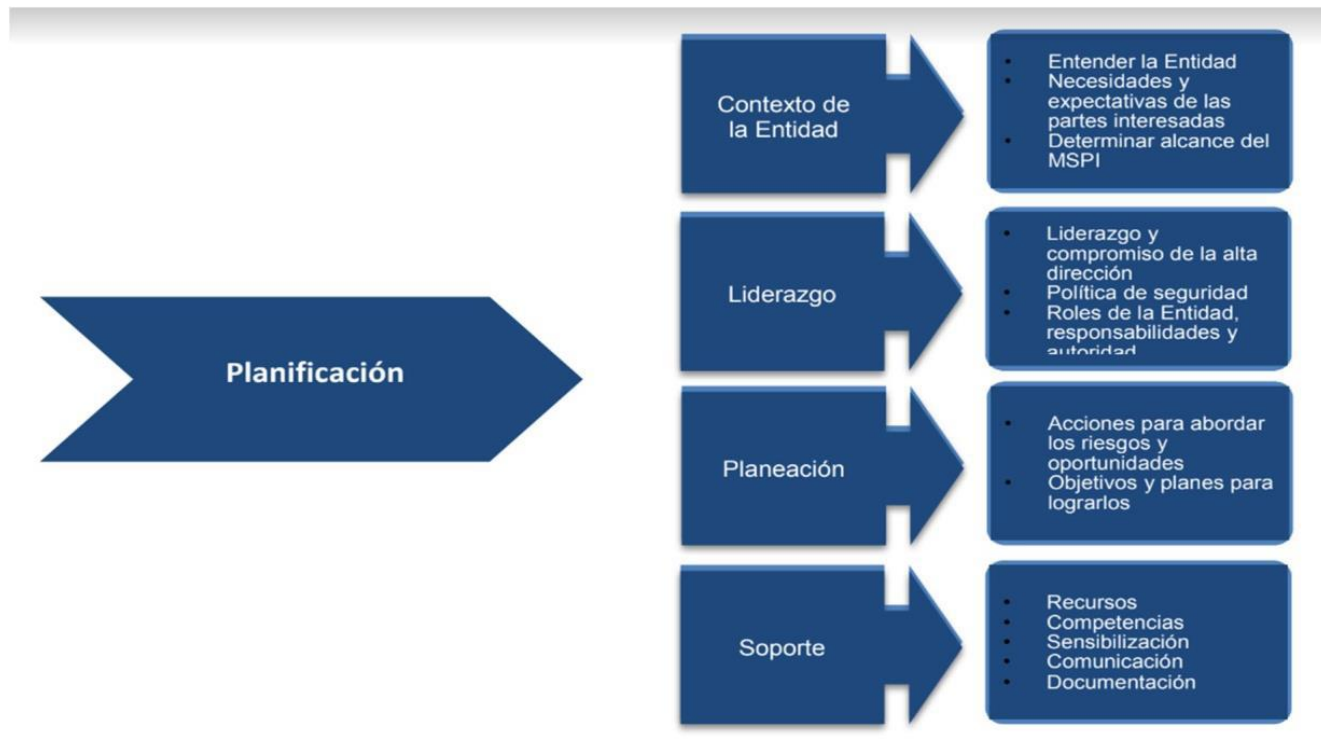 Planificación
Contexto de
la Entidad
• Entender la Entidad
• Necesidades y
expectativas de las
partes interesadas
• Determinar alcance del
MSPI
Liderazgo
• Liderazgo y
compromiso de la alta
dirección
• Política de seguridad
• Roles de la Entidad,
responsabilidades y
autoridad
Planeación
• Acciones para abordar
los riesgos y
oportunidades
• Objetivos y planes para
lograrlos
Soporte
• Recursos
• Competencias
• Sensibilización
• Comunicación
• Documentación